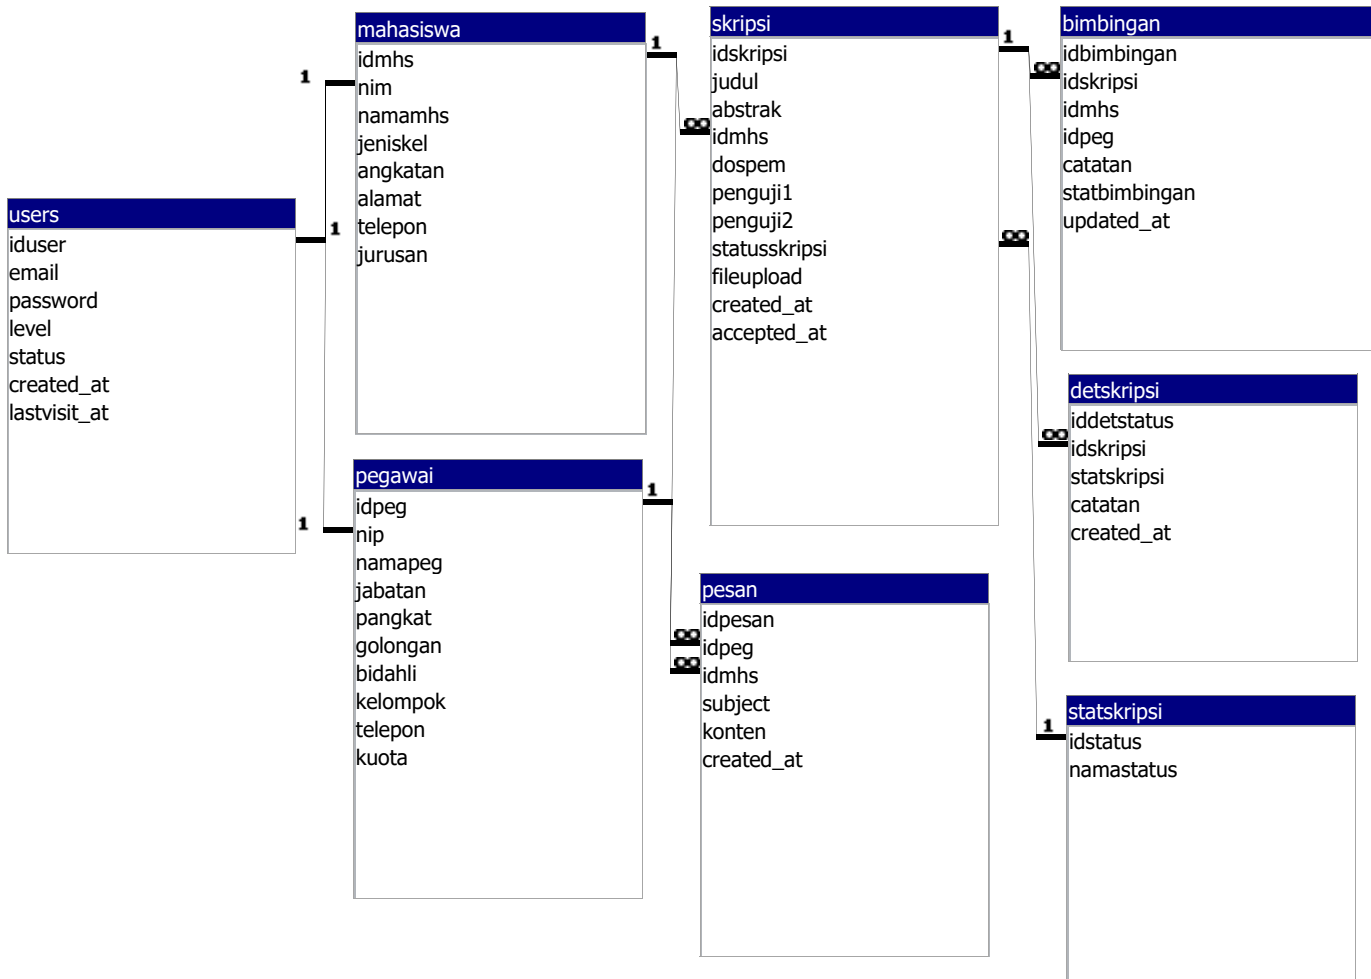 users
iduser
email
password
level
status
created_at
lastvisit_at
1
1
1
mahasiswa
idmhs
nim
namamhs
jeniskel
angkatan
alamat
telepon
jurusan
1
pegawai
idpeg
nip
namapeg
jabatan
pangkat
golongan
bidahli
kelompok
telepon
kuota
1
skripsi
idskripsi
judul
abstrak
idmhs
dospem
penguji1
penguji2
statusskripsi
fileupload
created_at
accepted_at
∞
1
∞
pesan
idpesan
idpeg
idmhs
subject
konten
created_at
∞
∞
bimbingan
idbimbingan
idskripsi
idmhs
idpeg
catatan
statbimbingan
updated_at
∞
detskripsi
iddetstatus
idskripsi
statskripsi
catatan
created_at
∞
statskripsi
idstatus
namastatus
1